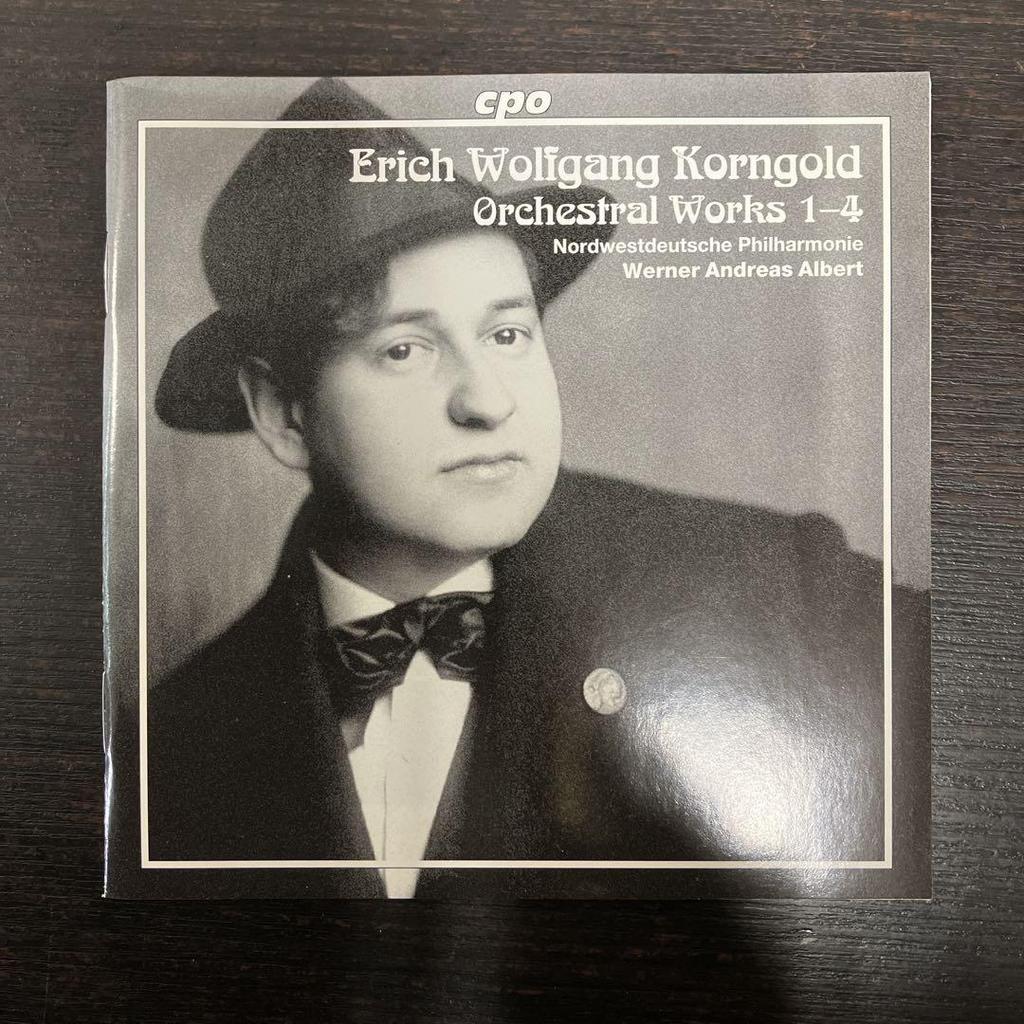 cpo
Erich Wolfgang Korngold
Orchestral Works 1–4
Nordwestdeutsche Philharmonie
Werner Andreas Albert